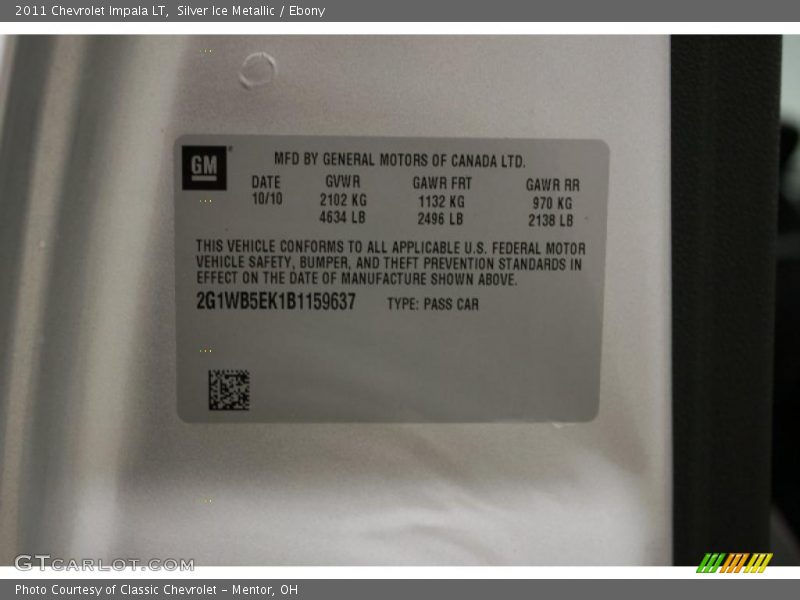 2011 Chevrolet Impala LT, Silver Ice Metallic / Ebony
GM
MFD BY GENERAL MOTORS OF CANADA LTD.
DATE GVWR GAWR FRT GAWR RR
10/10 2102 KG 1132 KG 970 KG
4634 LB 2496 LB 2138 LB
THIS VEHICLE CONFORMS TO ALL APPLICABLE U.S. FEDERAL MOTOR
VEHICLE SAFETY, BUMPER, AND THEFT PREVENTION STANDARDS IN
EFFECT ON THE DATE OF MANUFACTURE SHOWN ABOVE.
2G1WB5EK1B1159637 TYPE: PASS CAR
GTCARLOT.COM
Photo Courtesy of Classic Chevrolet - Mentor, OH